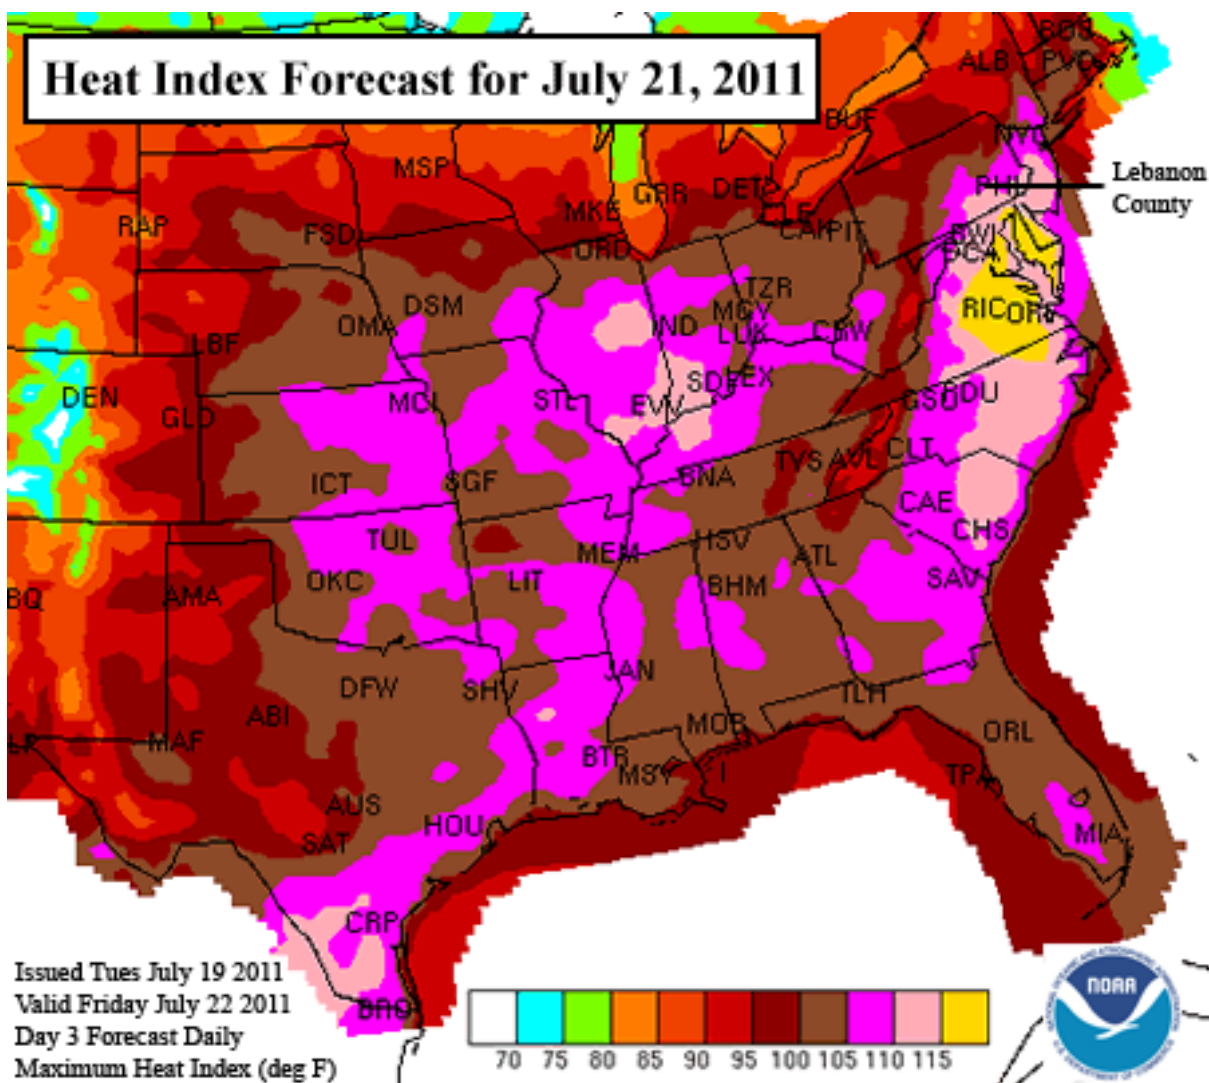 Heat Index Forecast for July 21, 2011
BOS
ALB PVD
BUF
NYC
MSP
GRR DET
PHL
Lebanon
County
MKE
RAP
FSD
ORD
PIT
BWI
DCA
TZR
DSM
OMA
IND
LUK
CRW
RIC ORF
LBF
DEN
MCI
STL
EVV
SDF LEX
GSO RDU
GLD
CLT
ICT
SGF
BNA
TYS AVL
CAE
TUL
MEM
HSV
ATL
CHS
OKC
LIT
BHM
SAV
AMA
JAN
DFW
SHV
TLH
ABI
MOB
ORL
MAF
BTR
MSY
TPA
AUS
HOU
SAT
MIA
CRP
BRO
Issued Tues July 19 2011
Valid Friday July 22 2011
Day 3 Forecast Daily
Maximum Heat Index (deg F)
70 75 80 85 90 95 100 105 110 115
NOAA